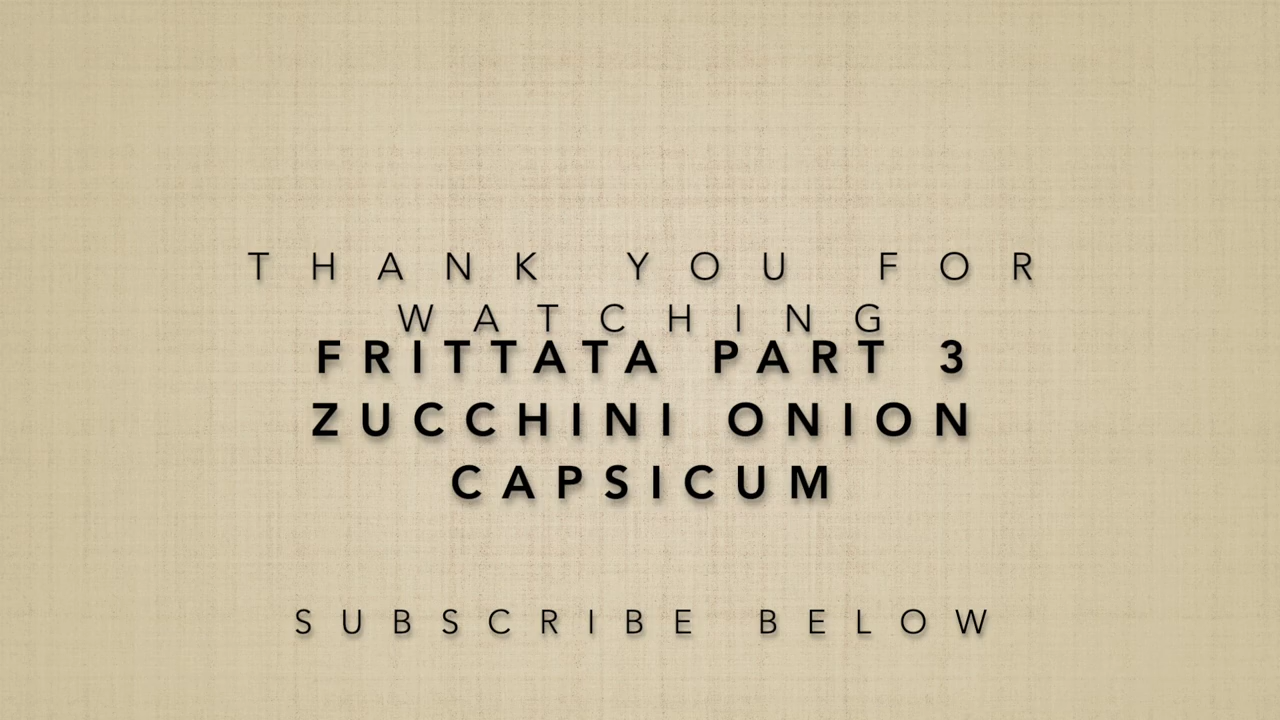 THANK YOU FOR
WATCHING
FRITTATA PART 3
ZUCCHINI ONION
CAPSICUM
SUBSCRIBE BELOW